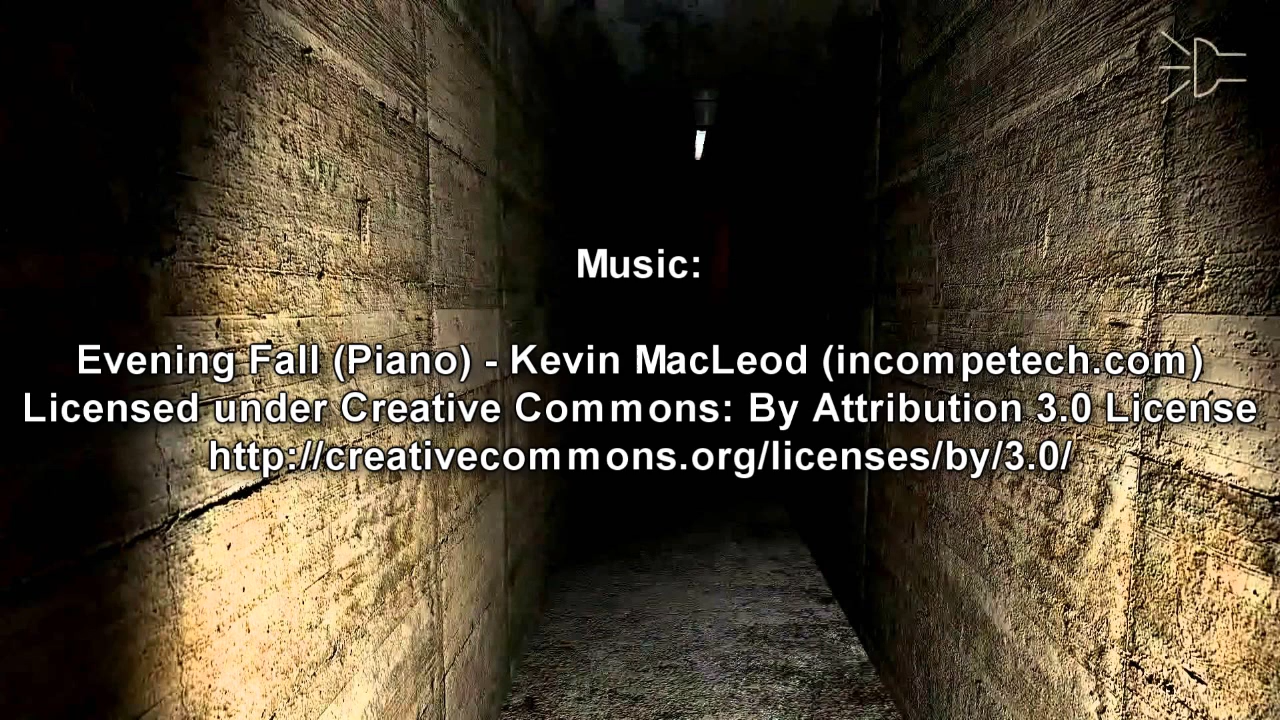 Music:
Evening Fall (Piano) - Kevin MacLeod (incompetech.com)
Licensed under Creative Commons: By Attribution 3.0 License
http://creativecommons.org/licenses/by/3.0/